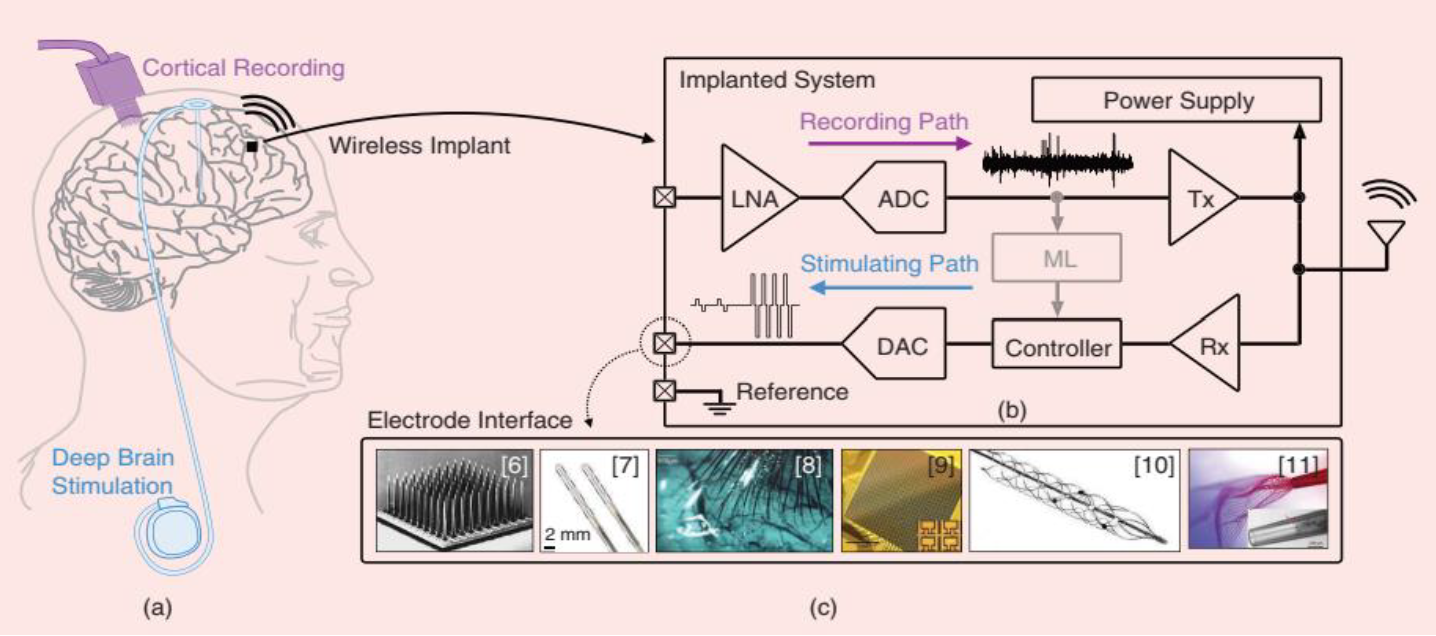 Cortical Recording
Wireless Implant
Deep Brain
Stimulation
(a)
Implanted System
Power Supply
Recording Path
LNA
ADC
Tx
ML
Stimulating Path
DAC
Controller
Rx
Reference
(b)
Electrode Interface
[6]
[7]
2 mm
[8]
[9]
[10]
[11]
(c)